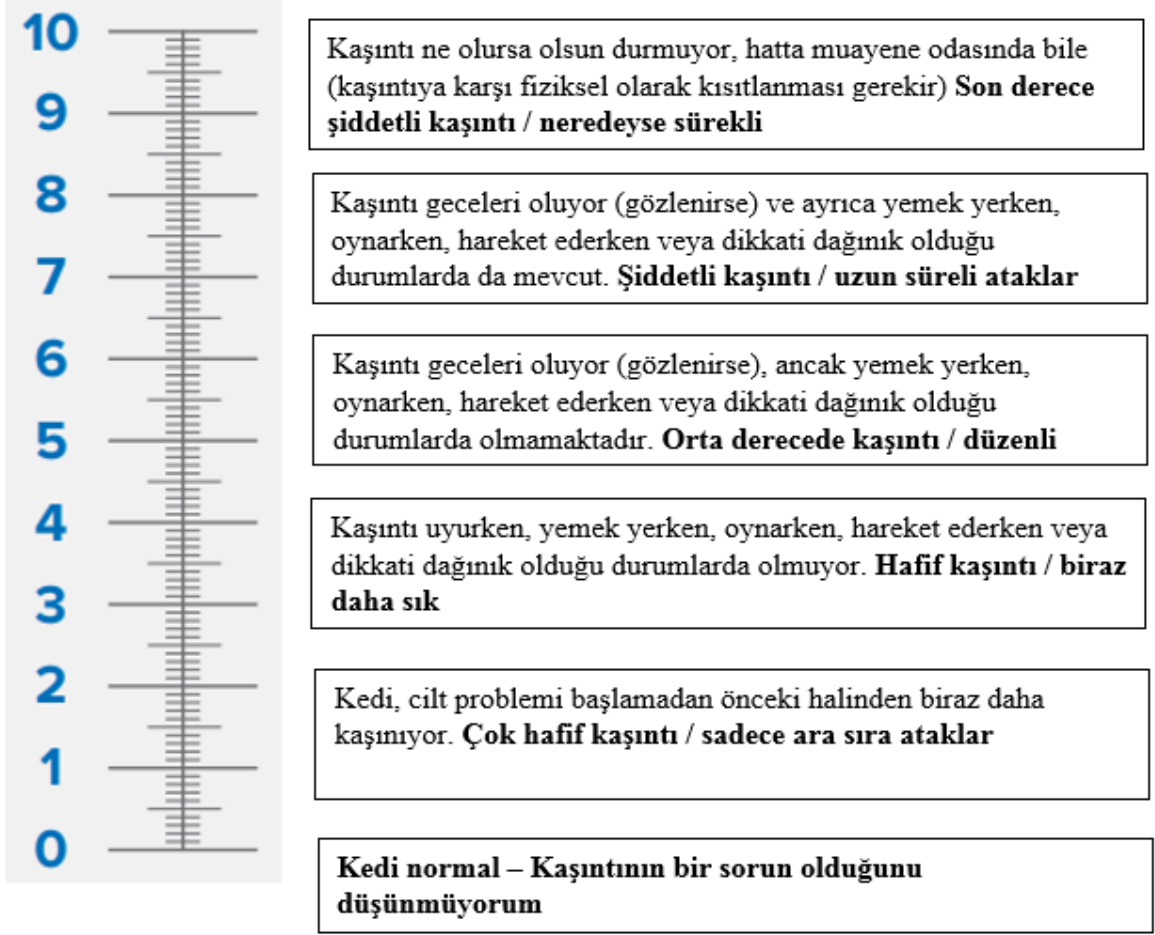 10
Kaşıntı ne olursa olsun durmuyor, hatta muayene odasında bile
(kaşıntıya karşı fiziksel olarak kısıtlanması gerekir) Son derece
şiddetli kaşıntı / neredeyse sürekli
9
8
Kaşıntı geceleri oluyor (gözlenirse) ve ayrıca yemek yerken,
oynarken, hareket ederken veya dikkati dağınık olduğu
durumlarda da mevcut. Şiddetli kaşıntı / uzun süreli ataklar
7
6
Kaşıntı geceleri oluyor (gözlenirse), ancak yemek yerken,
oynarken, hareket ederken veya dikkati dağınık olduğu
durumlarda olmamaktadır. Orta derecede kaşıntı / düzenli
5
4
Kaşıntı uyurken, yemek yerken, oynarken, hareket ederken veya
dikkati dağınık olduğu durumlarda olmuyor. Hafif kaşıntı / biraz
daha sık
3
2
Kedi, cilt problemi başlamadan önceki halinden biraz daha
kaşınıyor. Çok hafif kaşıntı / sadece ara sıra ataklar
1
0
Kedi normal – Kaşıntının bir sorun olduğunu
düşünmüyorum